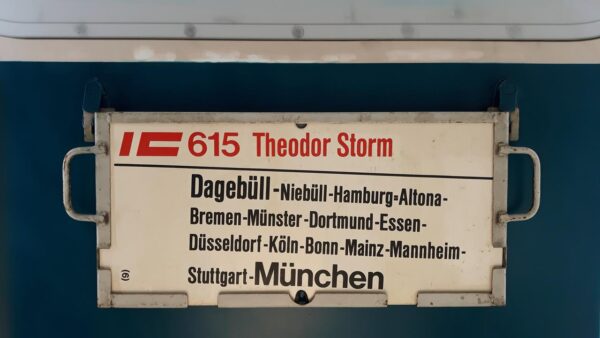 IC 615 Theodor Storm
Dagebüll-Niebüll-Hamburg-Altona-
Bremen-Münster-Dortmund-Essen-
Düsseldorf-Köln-Bonn-Mainz-Mannheim-
Stuttgart-München
(9)